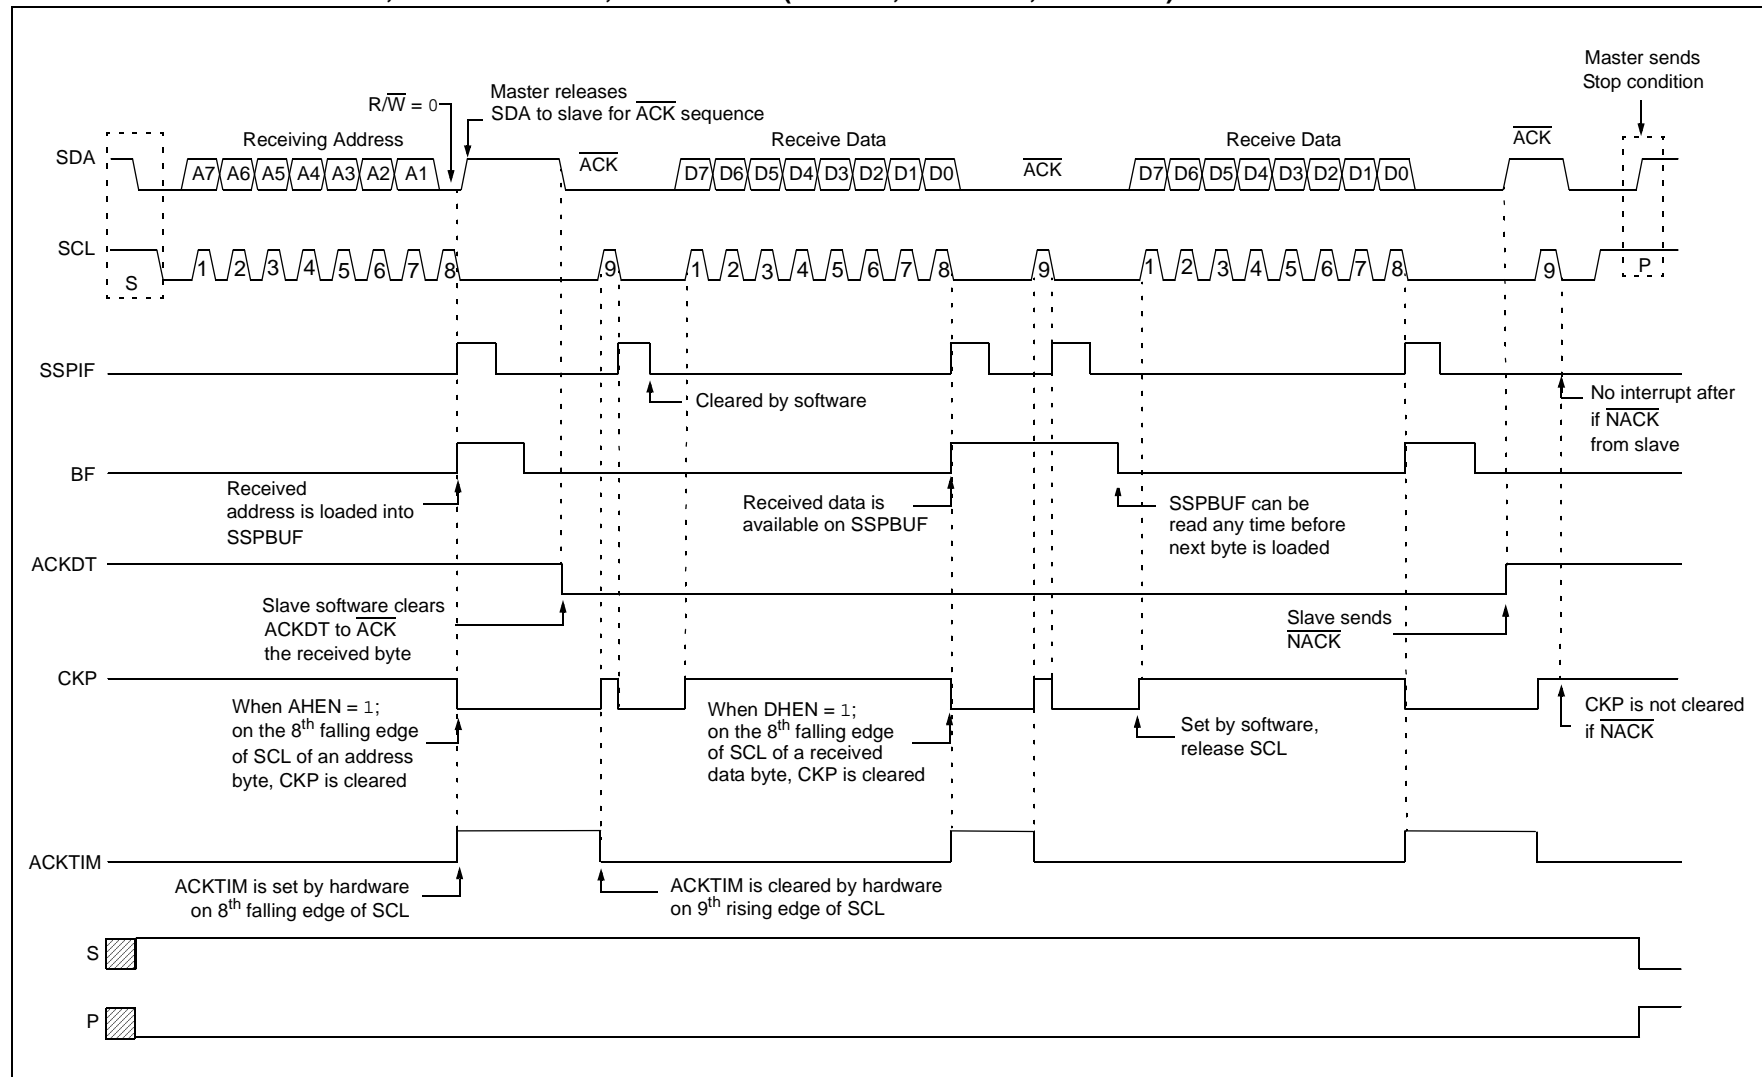 Master sends
Stop condition
Master releases
SDA to slave for ACK sequence
R/W = 0
Receiving Address
Receive Data
Receive Data
ACK
SDA
A7 A6 A5 A4 A3 A2 A1
ACK
D7 D6 D5 D4 D3 D2 D1 D0
ACK
D7 D6 D5 D4 D3 D2 D1 D0
SCL
S
1 2 3 4 5 6 7 8
9
1 2 3 4 5 6 7 8
9
1 2 3 4 5 6 7 8
9
P
SSPIF
Cleared by software
No interrupt after
if NACK
from slave
BF
Received
address is loaded into
SSPBUF
Received data is
available on SSPBUF
SSPBUF can be
read any time before
next byte is loaded
ACKDT
Slave software clears
ACKDT to ACK
the received byte
Slave sends
NACK
CKP
When AHEN = 1;
on the 8th falling edge
of SCL of an address
byte, CKP is cleared
When DHEN = 1;
on the 8th falling edge
of SCL of a received
data byte, CKP is cleared
Set by software,
release SCL
CKP is not cleared
if NACK
ACKTIM
ACKTIM is set by hardware
on 8th falling edge of SCL
ACKTIM is cleared by hardware
on 9th rising edge of SCL
S
P